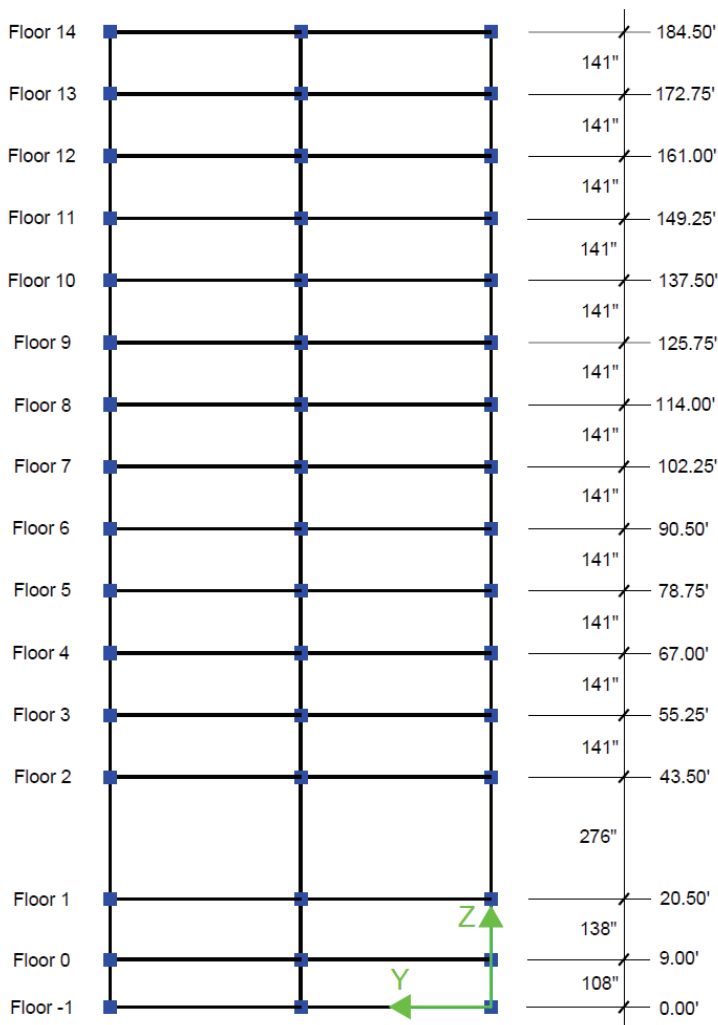 Floor 14 184.50'
141"
Floor 13 172.75'
141"
Floor 12 161.00'
141"
Floor 11 149.25'
141"
Floor 10 137.50'
141"
Floor 9 125.75'
141"
Floor 8 114.00'
141"
Floor 7 102.25'
141"
Floor 6 90.50'
141"
Floor 5 78.75'
141"
Floor 4 67.00'
141"
Floor 3 55.25'
141"
Floor 2 43.50'
276"
Floor 1 20.50'
Z 138"
Floor 0 9.00'
Y 108"
Floor -1 0.00'